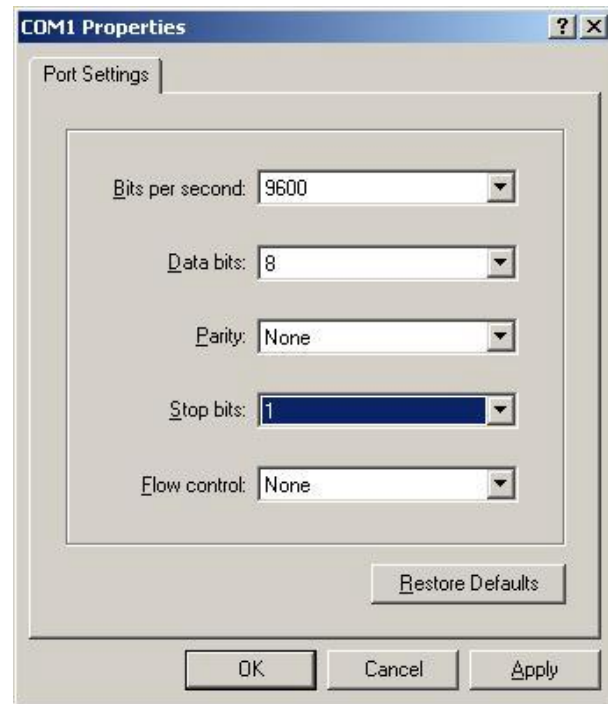 COM1 Properties
Port Settings
Bits per second: 9600
Data bits: 8
Parity: None
Stop bits: 1
Flow control: None
Restore Defaults
OK Cancel Apply